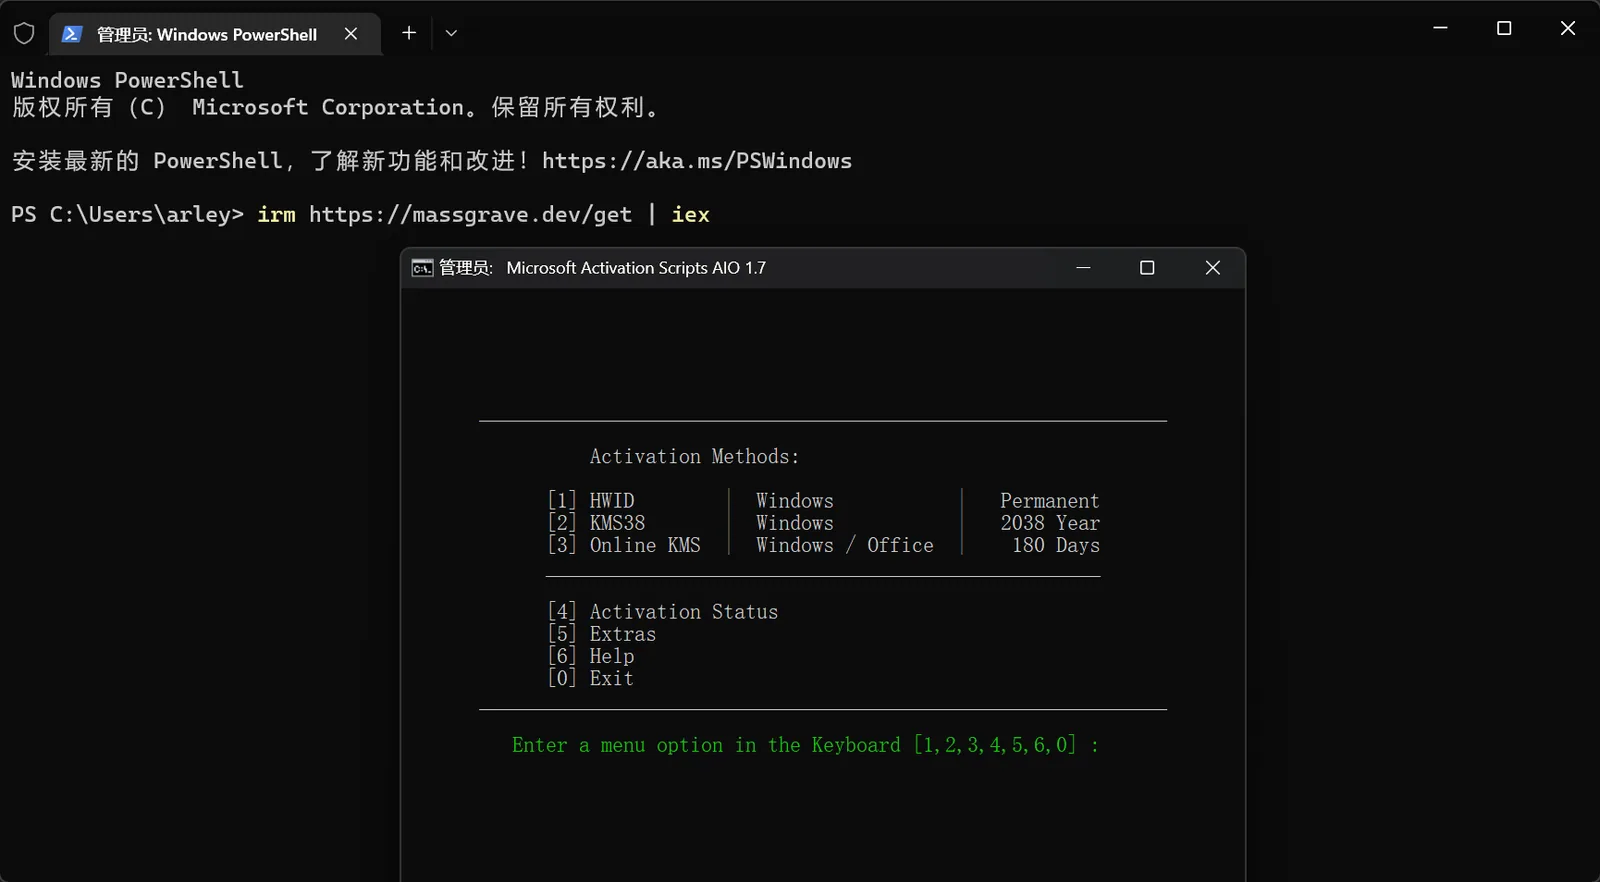 管理员: Windows PowerShell
Windows PowerShell
版权所有 (C) Microsoft Corporation。保留所有权利。
安装最新的 PowerShell，了解新功能和改进！https://aka.ms/PSWindows
PS C:\Users\arley> irm https://massgrave.dev/get | iex
管理员: Microsoft Activation Scripts AIO 1.7
Activation Methods:
[1] HWID | Windows | Permanent
[2] KMS38 | Windows | 2038 Year
[3] Online KMS | Windows / Office | 180 Days
[4] Activation Status
[5] Extras
[6] Help
[0] Exit
Enter a menu option in the Keyboard [1,2,3,4,5,6,0] :